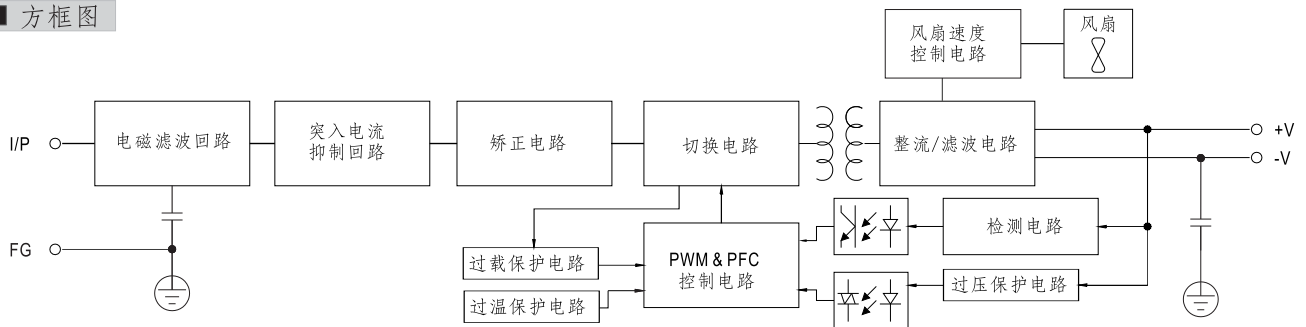 方框图
风扇速度
控制电路
风扇
I/P
电磁滤波回路
突入电流
抑制回路
矫正电路
切换电路
整流/滤波电路
+V
-V
FG
过载保护电路
过温保护电路
PWM & PFC
控制电路
检测电路
过压保护电路